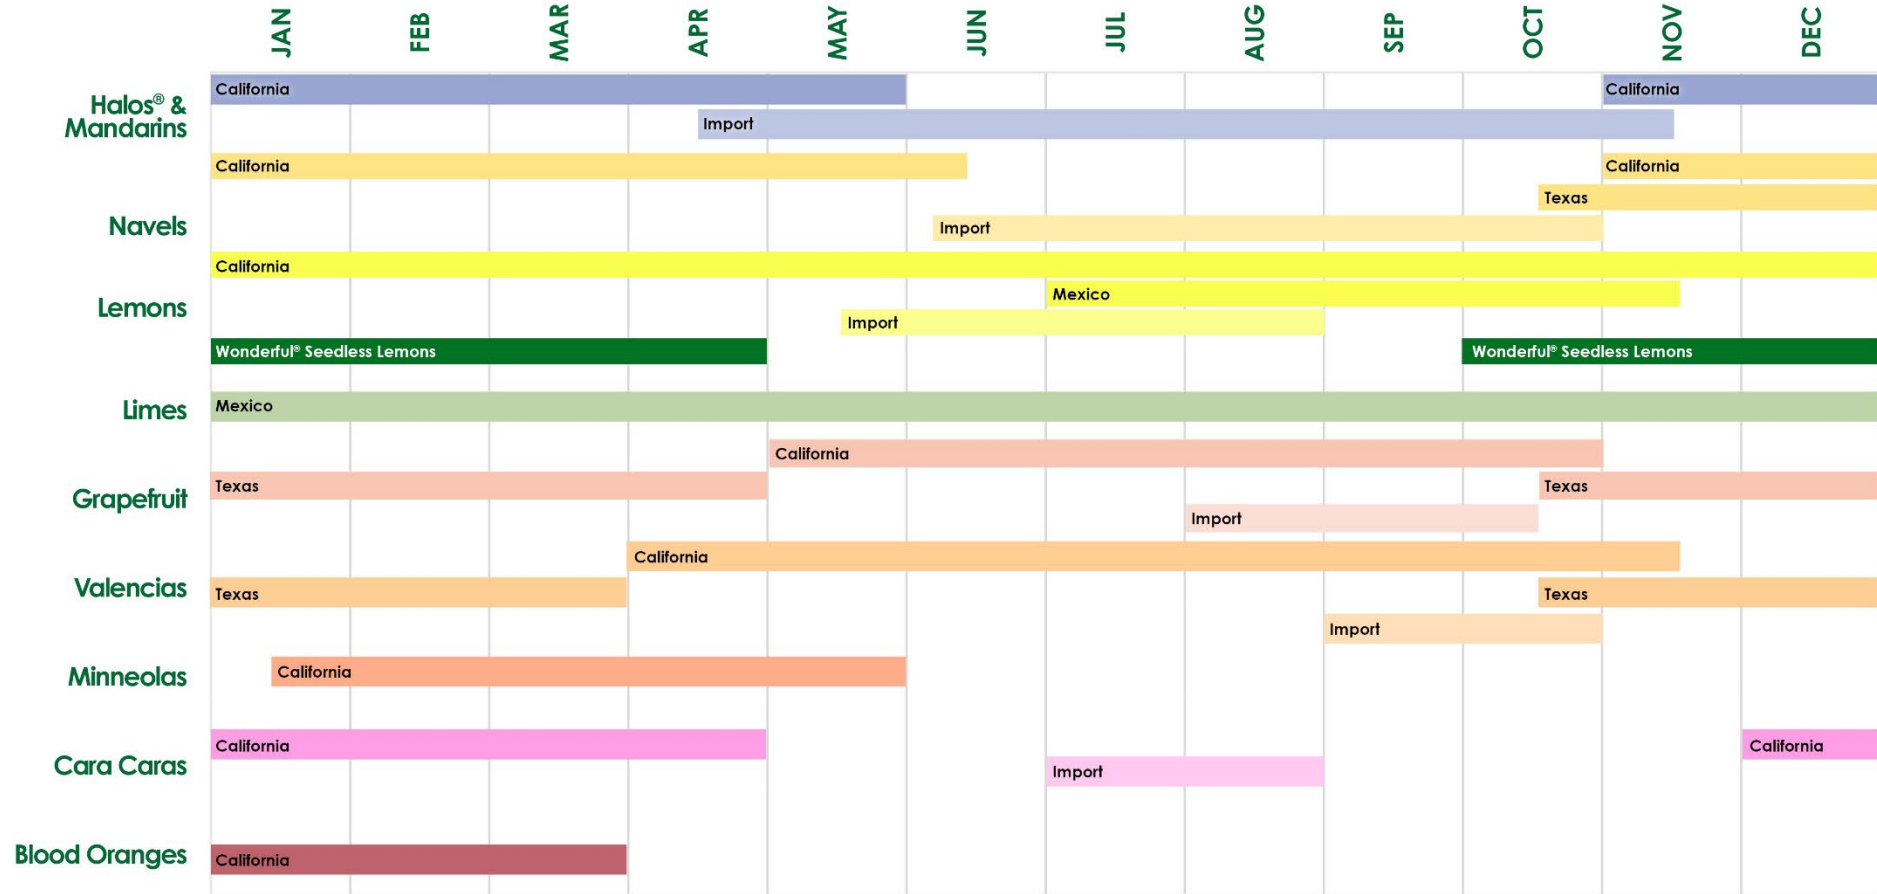 JAN FEB MAR APR MAY JUN JUL AUG SEP OCT NOV DEC
Halos® &
Mandarins
California California
Import
Navels
California California
Texas
Import
Lemons
California
Mexico
Import
Wonderful® Seedless Lemons Wonderful® Seedless Lemons
Limes
Mexico
Grapefruit
California
Texas Texas
Import
Valencias
California
Texas Texas
Import
Minneolas
California
Cara Caras
California California
Import
Blood Oranges
California